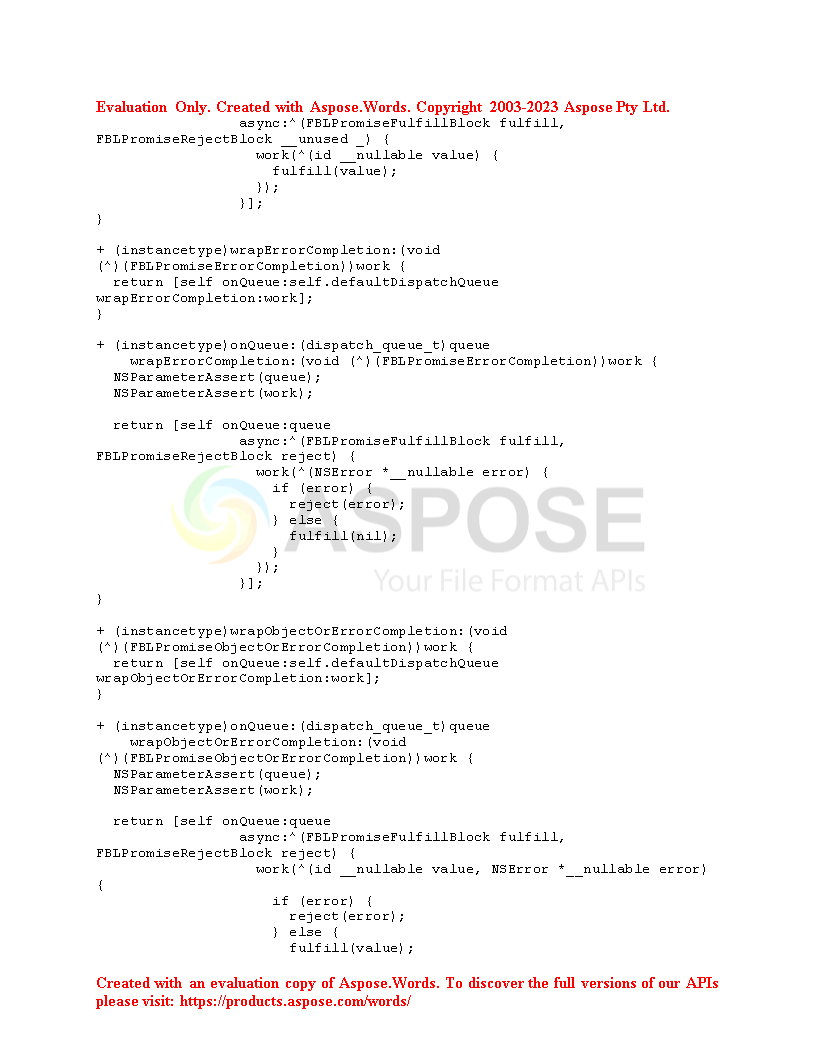 Evaluation Only. Created with Aspose.Words. Copyright 2003-2023 Aspose Pty Ltd.
                 async:^(FBLPromiseFulfillBlock fulfill,
FBLPromiseRejectBlock __unused _) {
                   work(^(id __nullable value) {
                     fulfill(value);
                   });
                 }];
}

+ (instancetype)wrapErrorCompletion:(void
(^)(FBLPromiseErrorCompletion))work {
  return [self onQueue:self.defaultDispatchQueue
wrapErrorCompletion:work];
}

+ (instancetype)onQueue:(dispatch_queue_t)queue
    wrapErrorCompletion:(void (^)(FBLPromiseErrorCompletion))work {
  NSParameterAssert(queue);
  NSParameterAssert(work);

  return [self onQueue:queue
                 async:^(FBLPromiseFulfillBlock fulfill,
FBLPromiseRejectBlock reject) {
                   work(^(NSError *__nullable error) {
                     if (error) {
                       reject(error);
                     } else {
                       fulfill(nil);
                     }
                   });
                 }];
}
ASPOSE
Your File Format APIs

+ (instancetype)wrapObjectOrErrorCompletion:(void
(^)(FBLPromiseObjectOrErrorCompletion))work {
  return [self onQueue:self.defaultDispatchQueue
wrapObjectOrErrorCompletion:work];
}

+ (instancetype)onQueue:(dispatch_queue_t)queue
    wrapObjectOrErrorCompletion:(void
(^)(FBLPromiseObjectOrErrorCompletion))work {
  NSParameterAssert(queue);
  NSParameterAssert(work);

  return [self onQueue:queue
                 async:^(FBLPromiseFulfillBlock fulfill,
FBLPromiseRejectBlock reject) {
                   work(^(id __nullable value, NSError *__nullable error)
{
                     if (error) {
                       reject(error);
                     } else {
                       fulfill(value);

Created with an evaluation copy of Aspose.Words. To discover the full versions of our APIs
please visit: https://products.aspose.com/words/